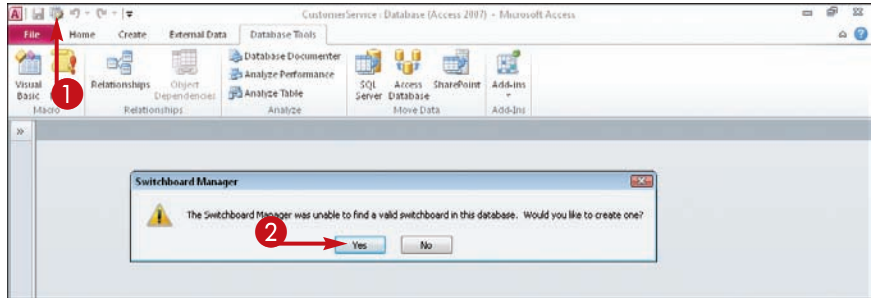 CustomerService : Database (Access 2007) - Microsoft Access
File Home Create External Data Database Tools
Visual Basic
Relationships
Object Dependencies
Database Documenter
Analyze Performance
Analyze Table
SQL Server
Access Database
SharePoint
Add-Ins
Macro Relationships Analyze Move Data Add-Ins
1
Switchboard Manager
The Switchboard Manager was unable to find a valid switchboard in this database. Would you like to create one?
2
Yes No